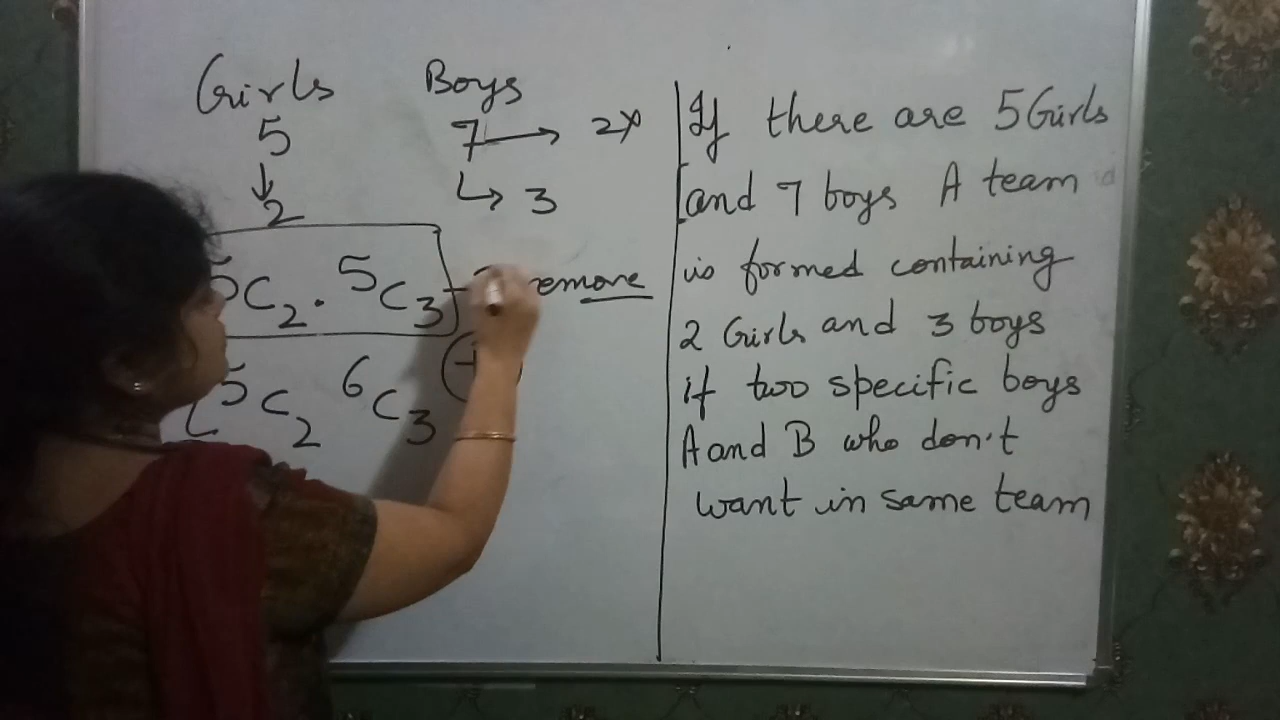 Girls Boys
5 7 → 2x
↓ ↳ 3
2
5C2 . 5C3 → remove
5C2 6C3
If there are 5 Girls
and 7 boys A team
is formed containing
2 Girls and 3 boys
if two specific boys
A and B who don't
want in same team